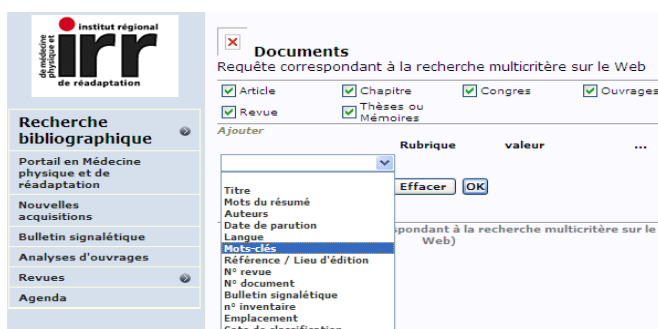 institut régional
de médecine
physique et
irr
de réadaptation
Recherche
bibliographique
Portail en Médecine
physique et de
réadaptation
Nouvelles
acquisitions
Bulletin signalétique
Analyses d'ouvrages
Revues
Agenda
Documents
Requête correspondant à la recherche multicritère sur le Web
Article Chapitre Congres Ouvrages
Revue Thèses ou
Mémoires
Ajouter
Rubrique valeur ...
Effacer OK
Titre
Mots du résumé
Auteurs
Date de parution
Langue
Mots-clés
Référence / Lieu d'édition
N° revue
N° document
Bulletin signalétique
n° inventaire
Emplacement
Cote de classification
spondant à la recherche multicritère sur le
Web)